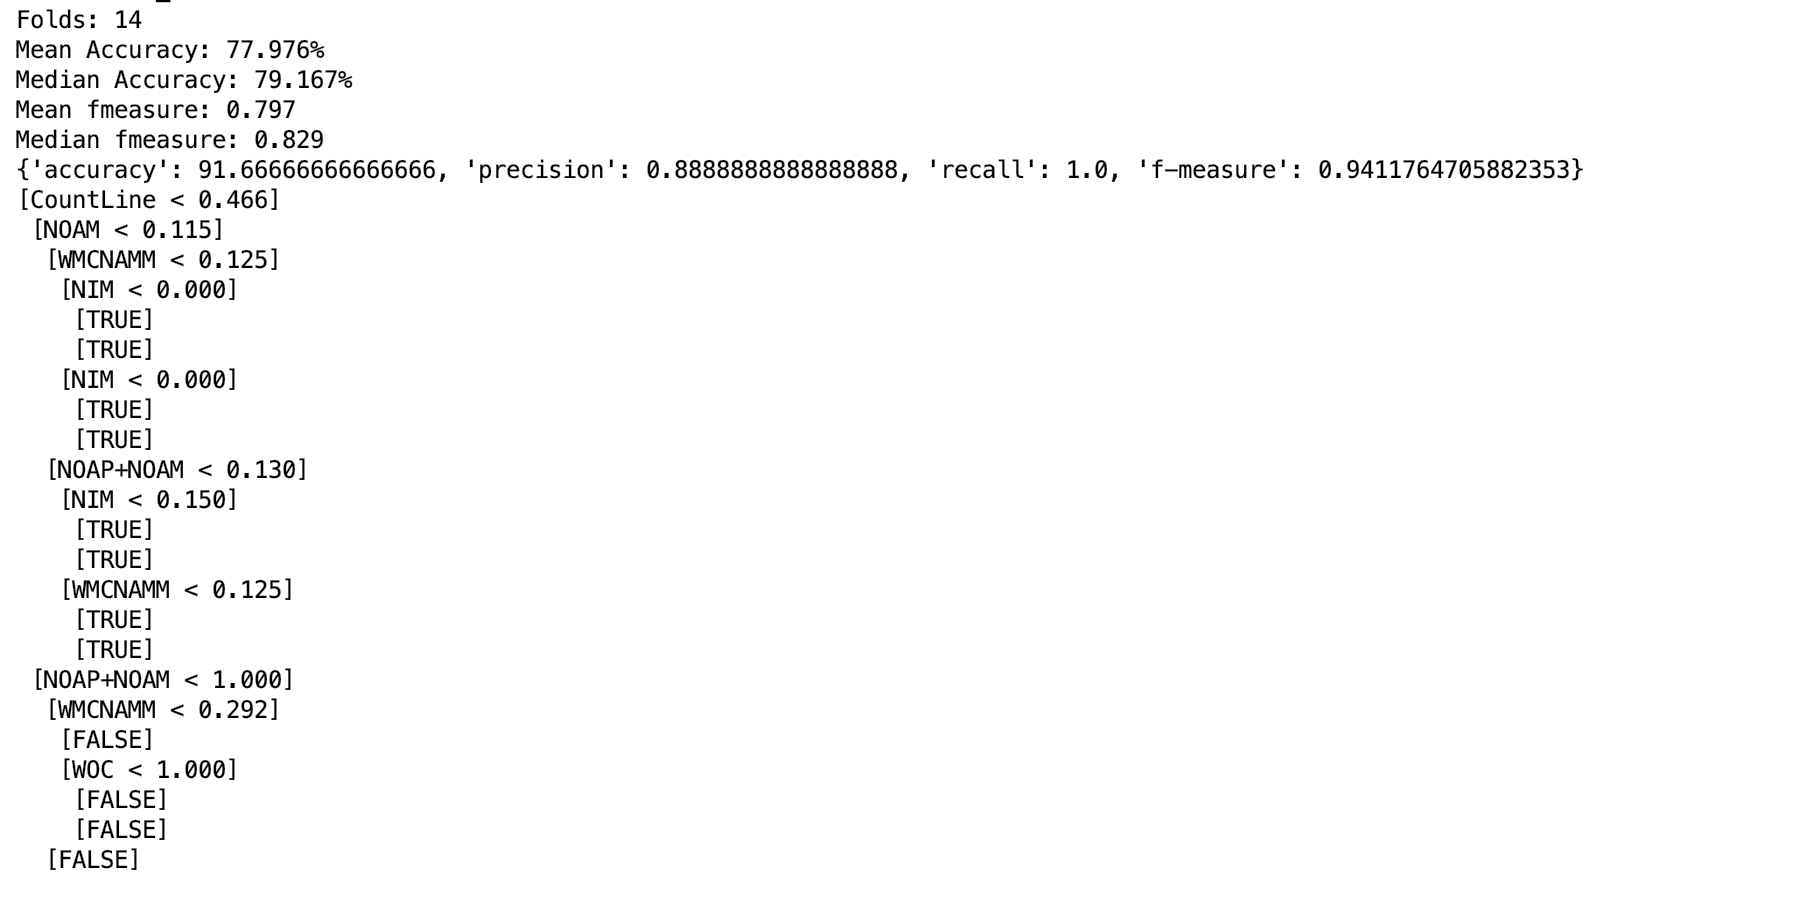 Folds: 14
Mean Accuracy: 77.976%
Median Accuracy: 79.167%
Mean fmeasure: 0.797
Median fmeasure: 0.829
{'accuracy': 91.66666666666666, 'precision': 0.8888888888888888, 'recall': 1.0, 'f-measure': 0.9411764705882353}
[CountLine < 0.466]
 [NOAM < 0.115]
  [WMCNAMM < 0.125]
   [NIM < 0.000]
    [TRUE]
    [TRUE]
   [NIM < 0.000]
    [TRUE]
    [TRUE]
  [NOAP+NOAM < 0.130]
   [NIM < 0.150]
    [TRUE]
    [TRUE]
   [WMCNAMM < 0.125]
    [TRUE]
    [TRUE]
 [NOAP+NOAM < 1.000]
  [WMCNAMM < 0.292]
   [FALSE]
   [WOC < 1.000]
    [FALSE]
    [FALSE]
  [FALSE]